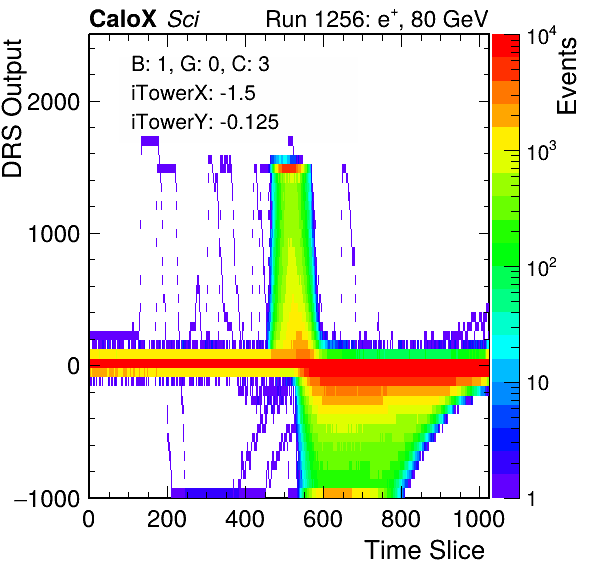 CaloX Sci
Run 1256: e+, 80 GeV
B: 1, G: 0, C: 3
iTowerX: -1.5
iTowerY: -0.125
DRS Output
2000
1000
0
−1000
0 200 400 600 800 1000
Time Slice
Events
10^4
10^3
10^2
10
1